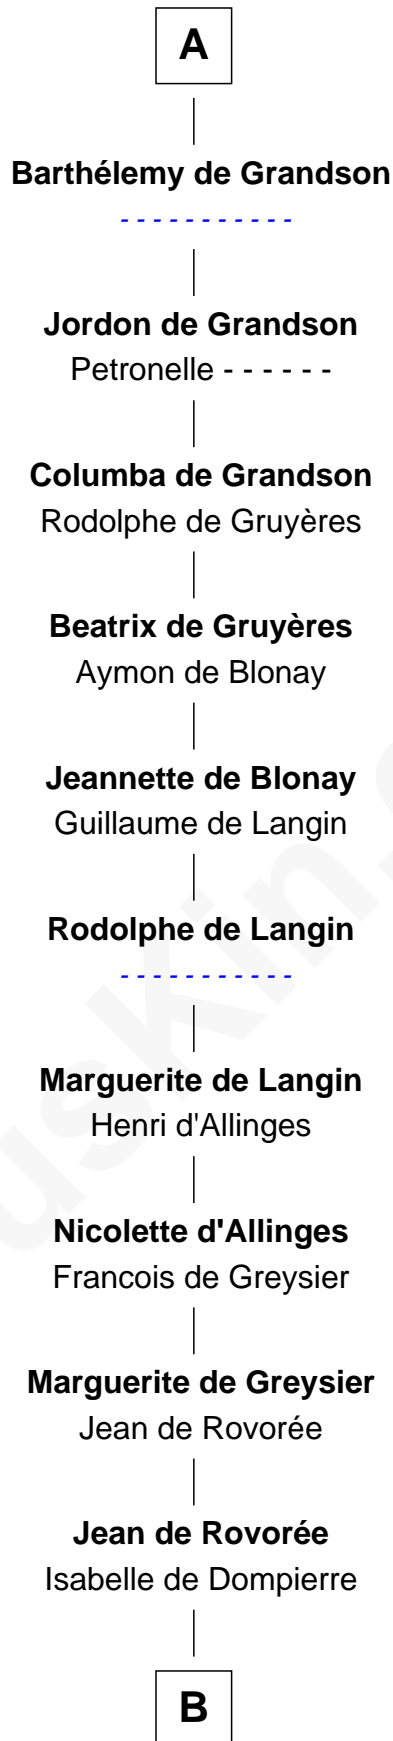 A
Barthélemy de Grandson
- - - - - - - - - - -
Jordon de Grandson
Petronelle - - - - - -
Columba de Grandson
Rodolphe de Gruyères
Beatrix de Gruyères
Aymon de Blonay
Jeannette de Blonay
Guillaume de Langin
Rodolphe de Langin
- - - - - - - - - - -
Marguerite de Langin
Henri d'Allinges
Nicolette d'Allinges
Francois de Greysier
Marguerite de Greysier
Jean de Rovorée
Jean de Rovorée
Isabelle de Dompierre
B